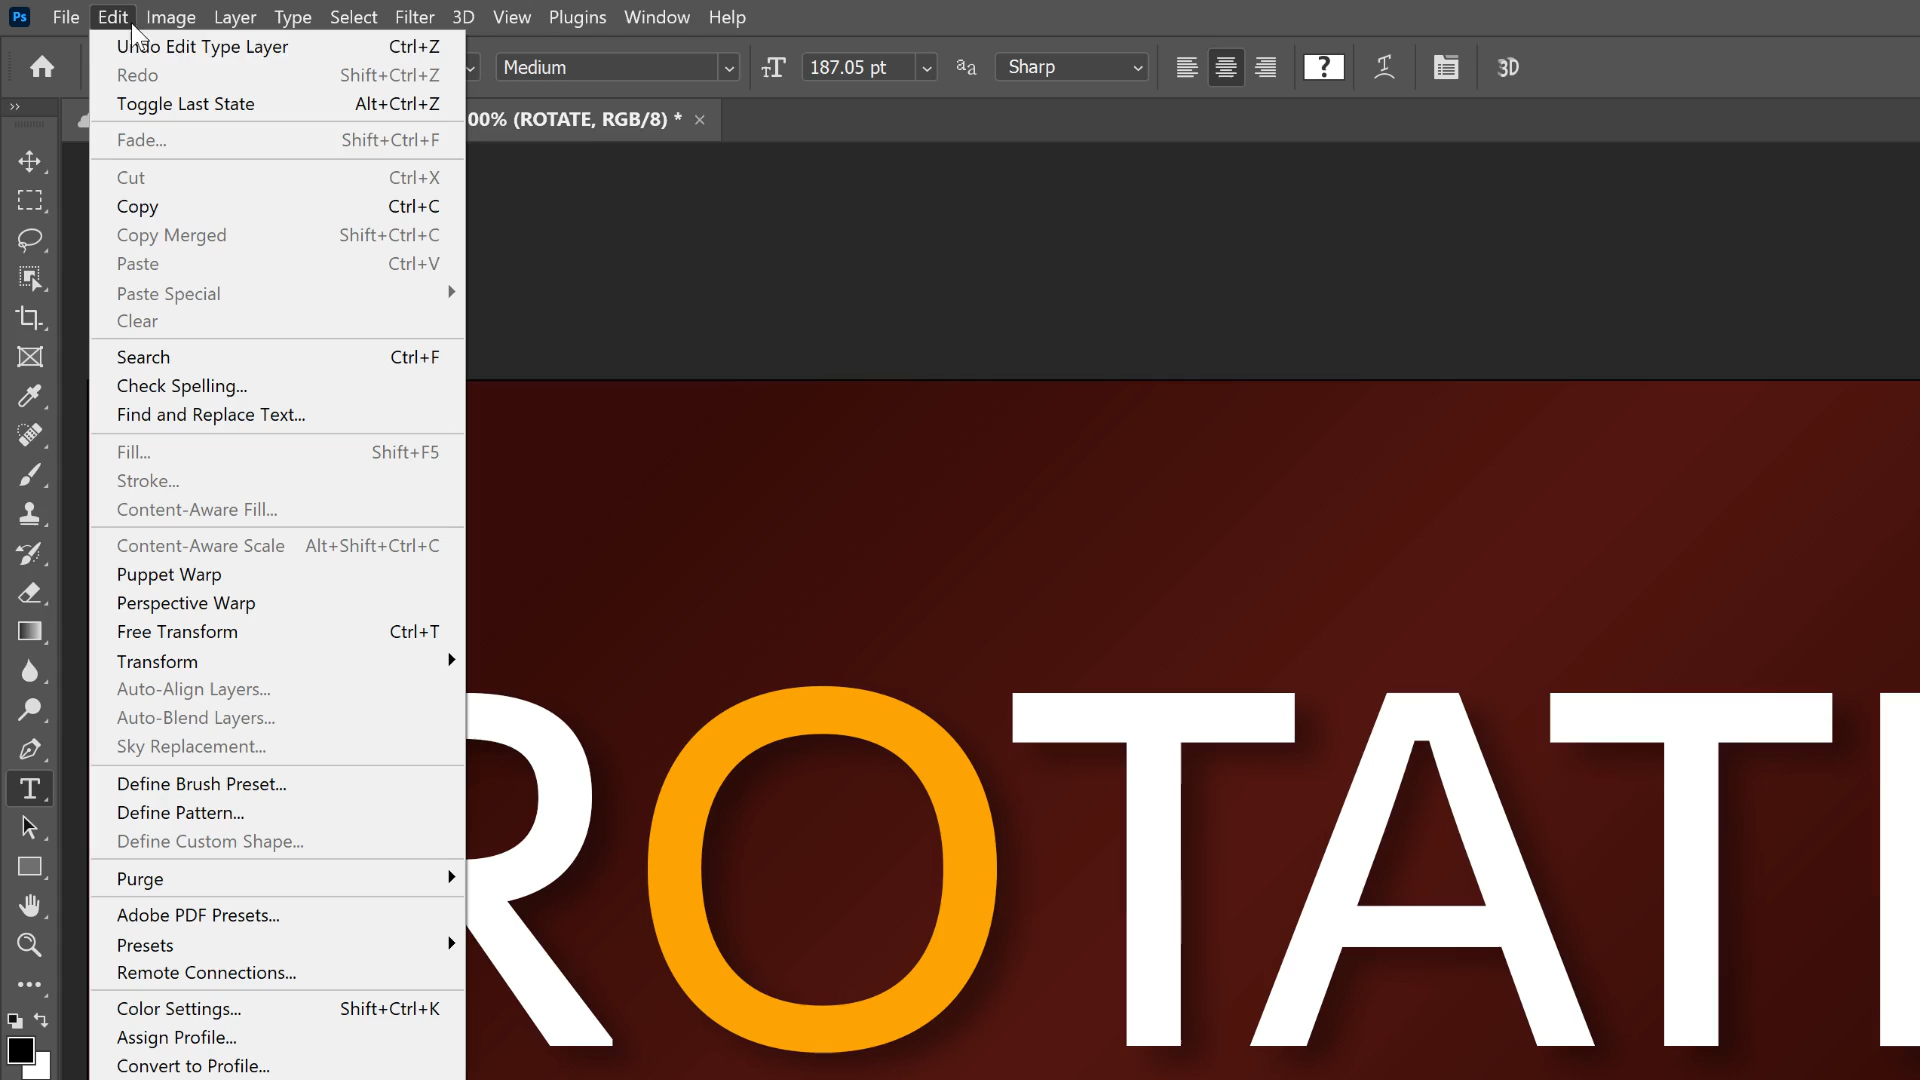 Ps File Edit Image Layer Type Select Filter 3D View Plugins Window Help
Medium 187.05 pt aa Sharp ? 3D
00% (ROTATE, RGB/8) * ×
Undo Edit Type Layer Ctrl+Z
Redo Shift+Ctrl+Z
Toggle Last State Alt+Ctrl+Z
Fade... Shift+Ctrl+F
Cut Ctrl+X
Copy Ctrl+C
Copy Merged Shift+Ctrl+C
Paste Ctrl+V
Paste Special
Clear
Search Ctrl+F
Check Spelling...
Find and Replace Text...
Fill... Shift+F5
Stroke...
Content-Aware Fill...
Content-Aware Scale Alt+Shift+Ctrl+C
Puppet Warp
Perspective Warp
Free Transform Ctrl+T
Transform
Auto-Align Layers...
Auto-Blend Layers...
Sky Replacement...
Define Brush Preset...
Define Pattern...
Define Custom Shape...
Purge
Adobe PDF Presets...
Presets
Remote Connections...
Color Settings... Shift+Ctrl+K
Assign Profile...
Convert to Profile...
ROTAT